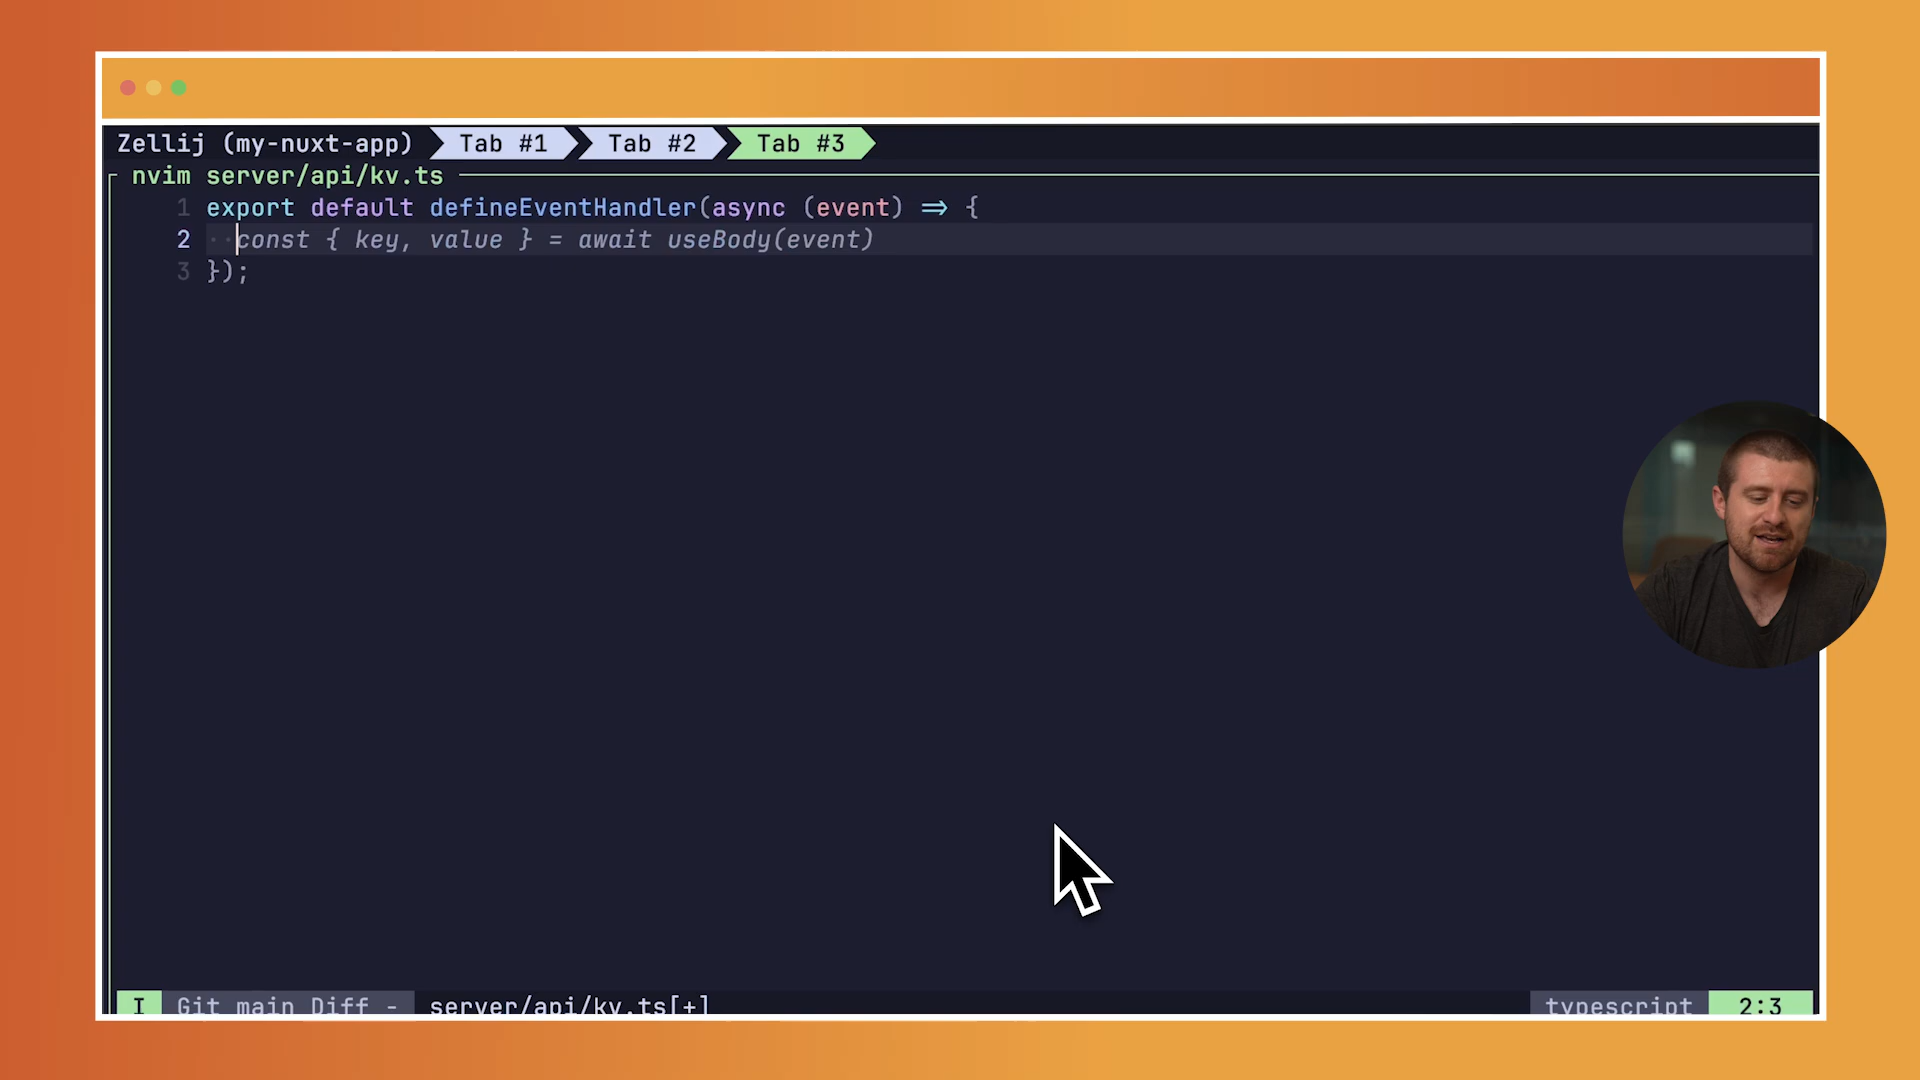 Zellij (my-nuxt-app) Tab #1 Tab #2 Tab #3
nvim server/api/kv.ts
1 export default defineEventHandler(async (event) => {
2 ··const { key, value } = await useBody(event)
3 });
I Git main Diff - server/api/kv.ts[+] typescript 2:3